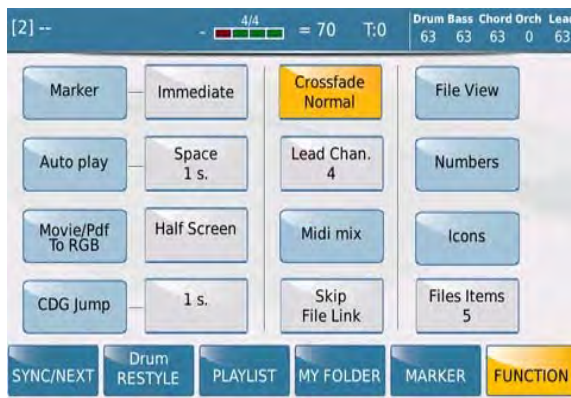 [2] --
4/4
- = 70 T:0
Drum Bass Chord Orch Lea
63 63 63 0 63
Marker Immediate Crossfade Normal File View
Auto play Space 1 s. Lead Chan. 4 Numbers
Movie/Pdf To RGB Half Screen Midi mix Icons
CDG Jump 1 s. Skip File Link Files Items 5
SYNC/NEXT Drum RESTYLE PLAYLIST MY FOLDER MARKER FUNCTION